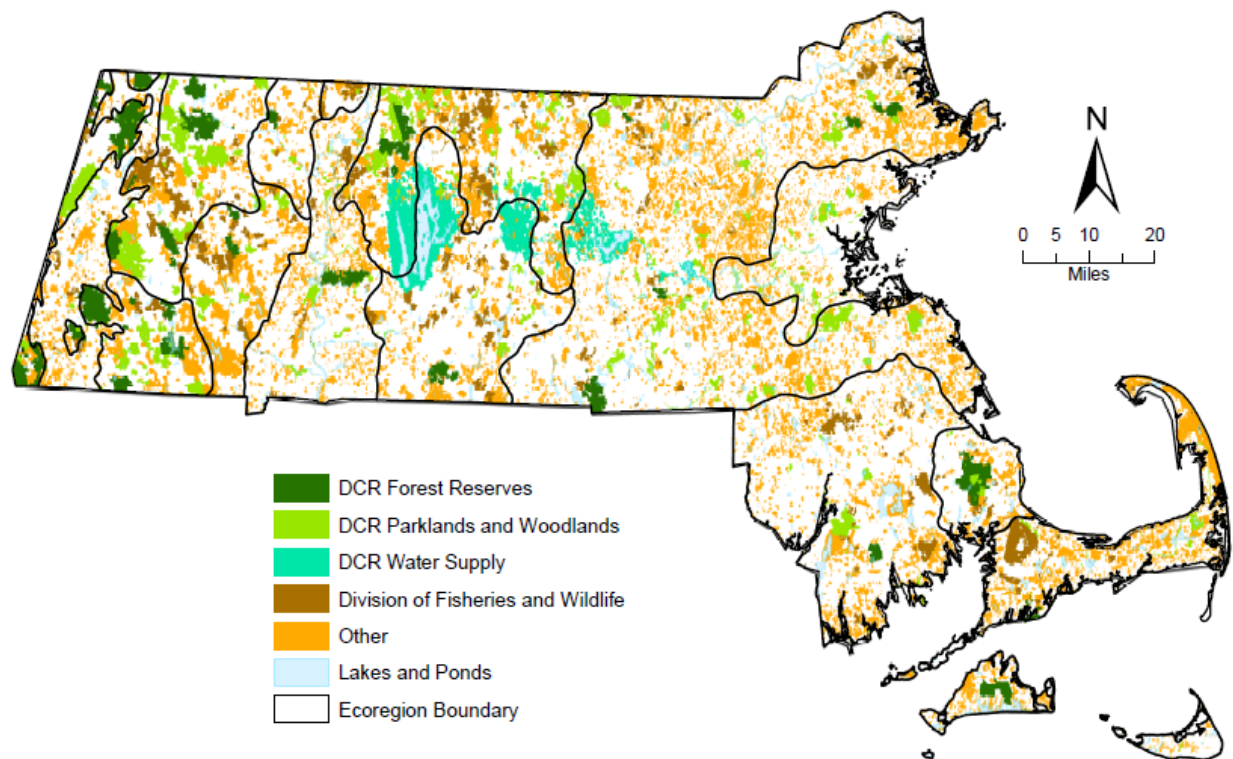 N
0 5 10 20
Miles
DCR Forest Reserves
DCR Parklands and Woodlands
DCR Water Supply
Division of Fisheries and Wildlife
Other
Lakes and Ponds
Ecoregion Boundary